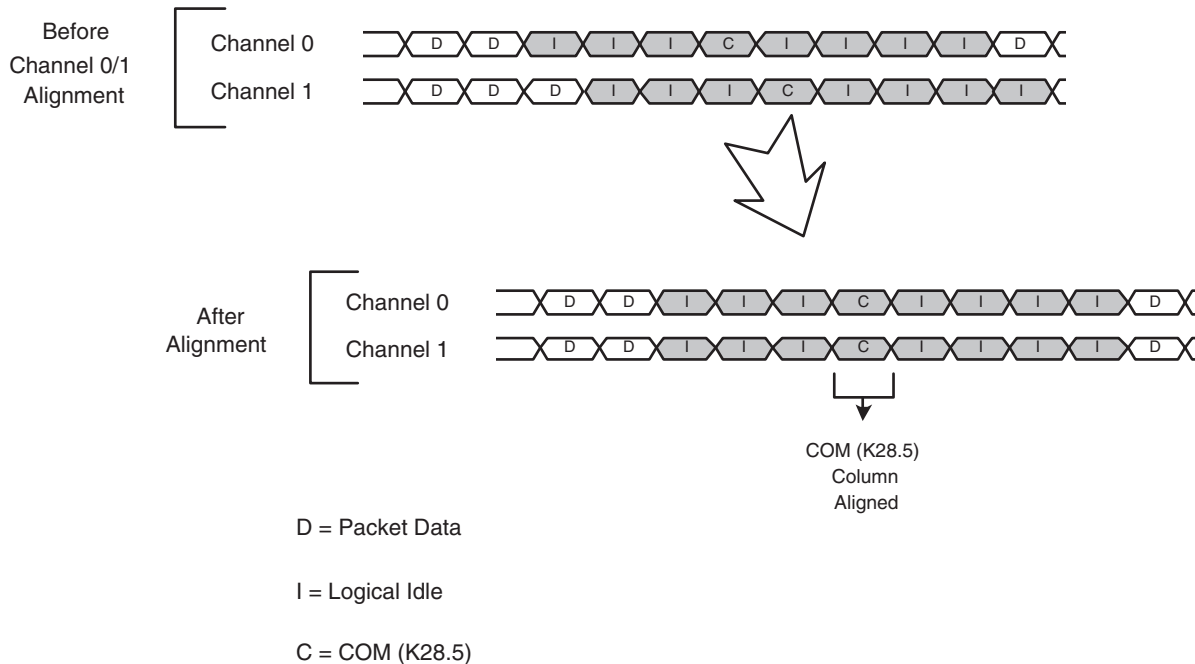 Before
Channel 0/1
Alignment
Channel 0
D D I I I C I I I I D
Channel 1
D D D I I I C I I I I
After
Alignment
Channel 0
D D I I I C I I I I D
Channel 1
D D I I I C I I I I D
COM (K28.5)
Column
Aligned
D = Packet Data
I = Logical Idle
C = COM (K28.5)